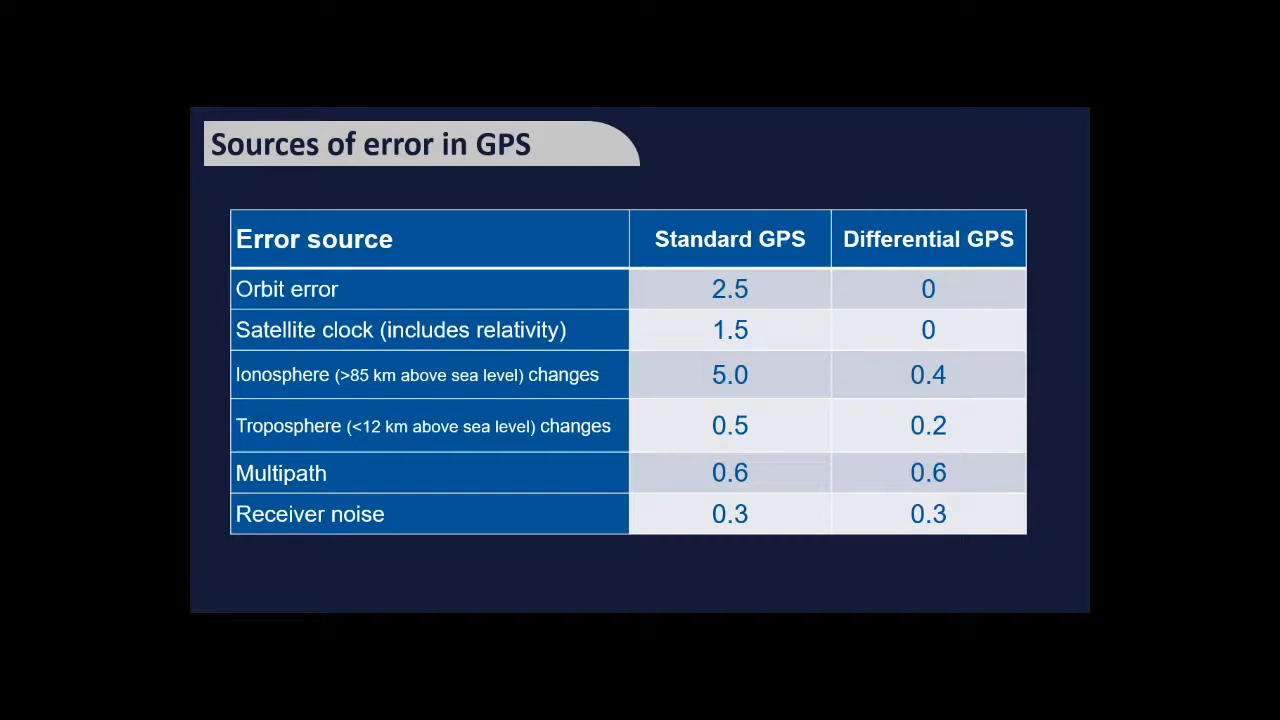 Sources of error in GPS
Error source Standard GPS Differential GPS
Orbit error 2.5 0
Satellite clock (includes relativity) 1.5 0
Ionosphere (>85 km above sea level) changes 5.0 0.4
Troposphere (<12 km above sea level) changes 0.5 0.2
Multipath 0.6 0.6
Receiver noise 0.3 0.3